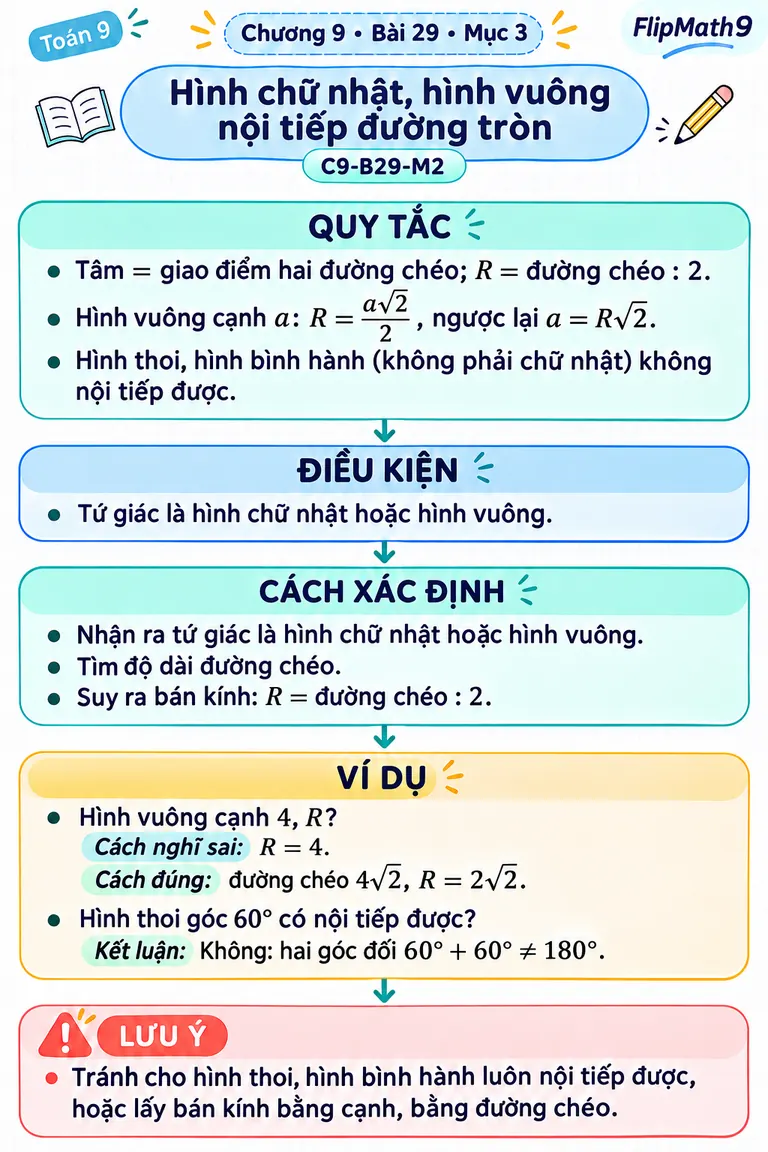 Toán 9
Chương 9 • Bài 29 • Mục 3
FlipMath9
Hình chữ nhật, hình vuông
nội tiếp đường tròn
C9-B29-M2
QUY TẮC
• Tâm = giao điểm hai đường chéo; R = đường chéo : 2.
• Hình vuông cạnh a: R = a√2/2, ngược lại a = R√2.
• Hình thoi, hình bình hành (không phải chữ nhật) không
nội tiếp được.
ĐIỀU KIỆN
• Tứ giác là hình chữ nhật hoặc hình vuông.
CÁCH XÁC ĐỊNH
• Nhận ra tứ giác là hình chữ nhật hoặc hình vuông.
• Tìm độ dài đường chéo.
• Suy ra bán kính: R = đường chéo : 2.
VÍ DỤ
• Hình vuông cạnh 4, R?
Cách nghĩ sai: R = 4.
Cách đúng: đường chéo 4√2, R = 2√2.
• Hình thoi góc 60° có nội tiếp được?
Kết luận: Không: hai góc đối 60° + 60° ≠ 180°.
LƯU Ý
• Tránh cho hình thoi, hình bình hành luôn nội tiếp được,
hoặc lấy bán kính bằng cạnh, bằng đường chéo.